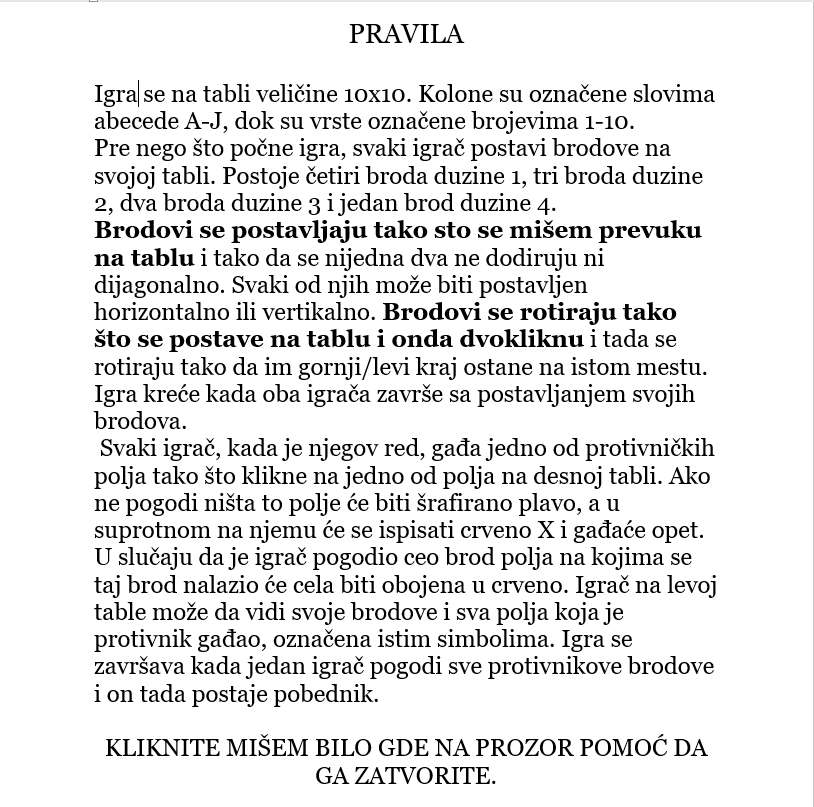 PRAVILA
Igra se na tabli veličine 10x10. Kolone su označene slovima
abecede A-J, dok su vrste označene brojevima 1-10.
Pre nego što počne igra, svaki igrač postavi brodove na
svojoj tabli. Postoje četiri broda duzine 1, tri broda duzine
2, dva broda duzine 3 i jedan brod duzine 4.
Brodovi se postavljaju tako sto se mišem prevuku
na tablu i tako da se nijedna dva ne dodiruju ni
dijagonalno. Svaki od njih može biti postavljen
horizontalno ili vertikalno. Brodovi se rotiraju tako
što se postave na tablu i onda dvokliknu i tada se
rotiraju tako da im gornji/levi kraj ostane na istom mestu.
Igra kreće kada oba igrača završe sa postavljanjem svojih
brodova.
Svaki igrač, kada je njegov red, gađa jedno od protivničkih
polja tako što klikne na jedno od polja na desnoj tabli. Ako
ne pogodi ništa to polje će biti šrafirano plavo, a u
suprotnom na njemu će se ispisati crveno X i gađaće opet.
U slučaju da je igrač pogodio ceo brod polja na kojima se
taj brod nalazio će cela biti obojena u crveno. Igrač na levoj
table može da vidi svoje brodove i sva polja koja je
protivnik gađao, označena istim simbolima. Igra se
završava kada jedan igrač pogodi sve protivnikove brodove
i on tada postaje pobednik.
KLIKNITE MIŠEM BILO GDE NA PROZOR POMOĆ DA
GA ZATVORITE.